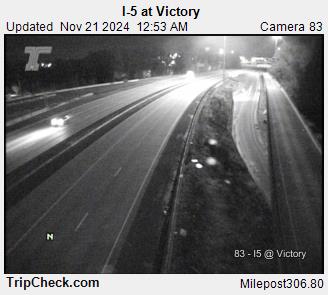 I-5 at Victory
Updated Nov 21 2024 12:53 AM Camera 83
N
83 - I5 @ Victory
TripCheck.com Milepost306.80